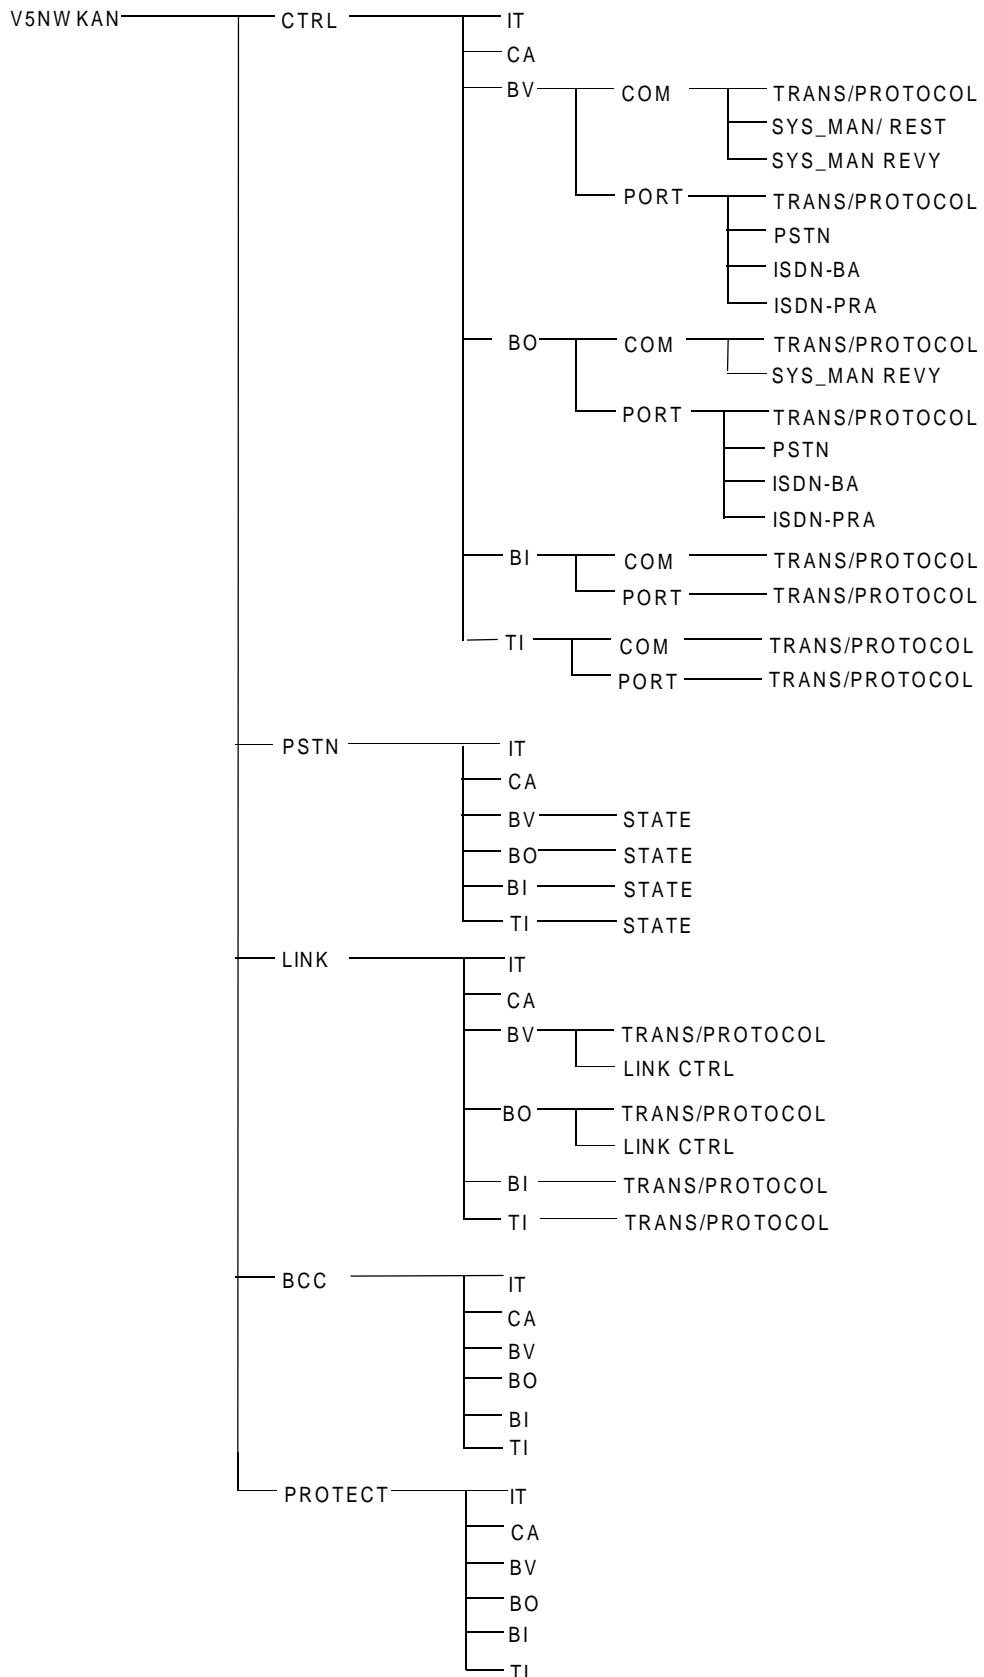 V5NWKAN CTRL IT
CA
BV COM TRANS/PROTOCOL
SYS_MAN/ REST
SYS_MAN REVY
PORT TRANS/PROTOCOL
PSTN
ISDN-BA
ISDN-PRA
BO COM TRANS/PROTOCOL
SYS_MAN REVY
PORT TRANS/PROTOCOL
PSTN
ISDN-BA
ISDN-PRA
BI COM TRANS/PROTOCOL
PORT TRANS/PROTOCOL
TI COM TRANS/PROTOCOL
PORT TRANS/PROTOCOL
PSTN IT
CA
BV STATE
BO STATE
BI STATE
TI STATE
LINK IT
CA
BV TRANS/PROTOCOL
LINK CTRL
BO TRANS/PROTOCOL
LINK CTRL
BI TRANS/PROTOCOL
TI TRANS/PROTOCOL
BCC IT
CA
BV
BO
BI
TI
PROTECT IT
CA
BV
BO
BI
TI